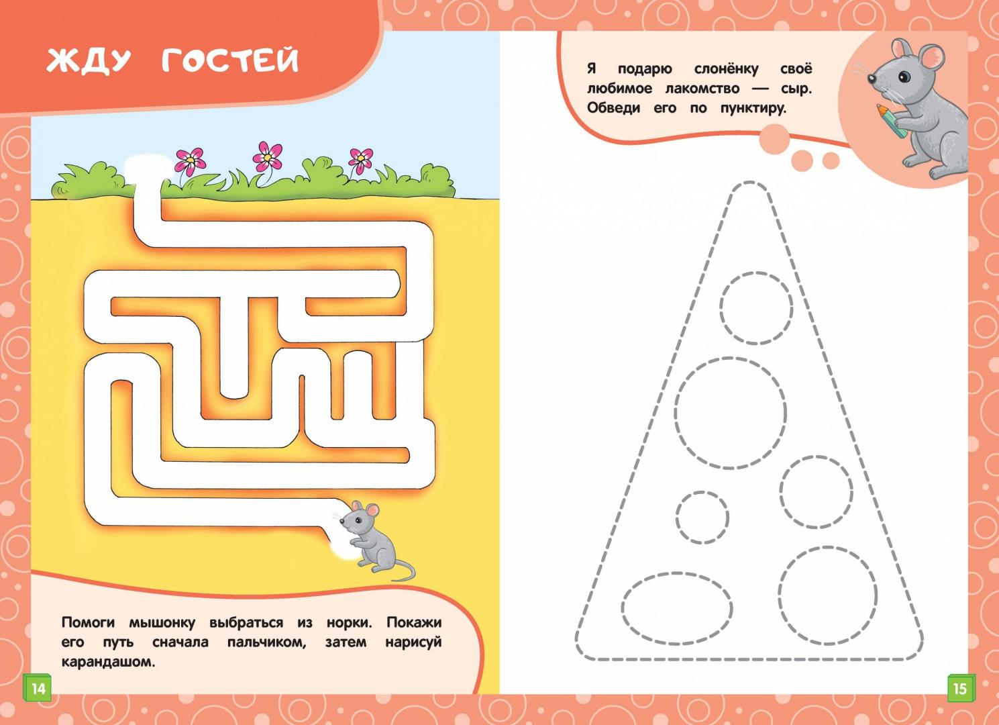 ЖДУ ГОСТЕЙ
Помоги мышонку выбраться из норки. Покажи
его путь сначала пальчиком, затем нарисуй
карандашом.
14
Я подарю слонёнку своё
любимое лакомство — сыр.
Обведи его по пунктиру.
15